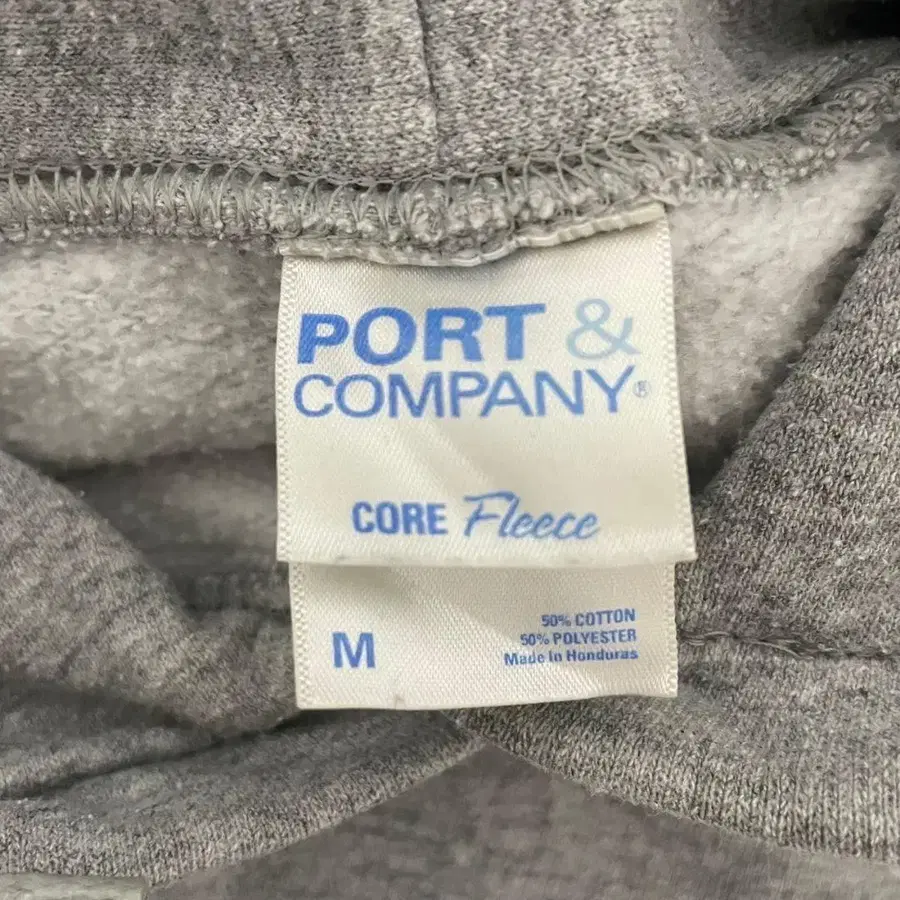 PORT &
COMPANY®
CORE Fleece
M
50% COTTON
50% POLYESTER
Made in Honduras